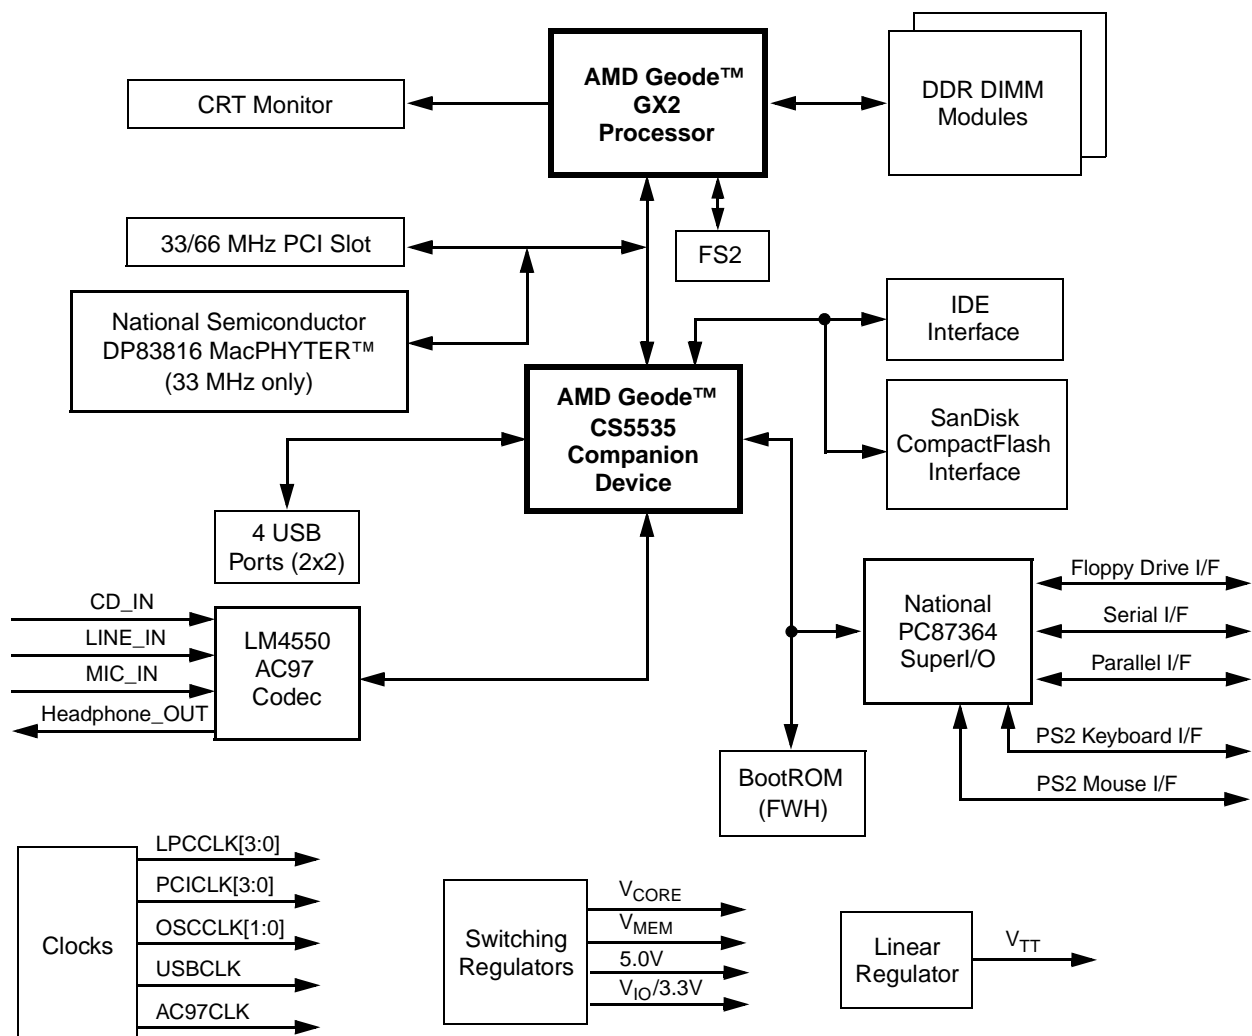 AMD Geode™
GX2
Processor
DDR DIMM
Modules
CRT Monitor
33/66 MHz PCI Slot
FS2
National Semiconductor
DP83816 MacPHYTER™
(33 MHz only)
IDE
Interface
AMD Geode™
CS5535
Companion
Device
SanDisk
CompactFlash
Interface
4 USB
Ports (2x2)
CD_IN
LINE_IN
MIC_IN
Headphone_OUT
LM4550
AC97
Codec
National
PC87364
SuperI/O
Floppy Drive I/F
Serial I/F
Parallel I/F
PS2 Keyboard I/F
PS2 Mouse I/F
BootROM
(FWH)
Clocks
LPCCLK[3:0]
PCICLK[3:0]
OSCCLK[1:0]
USBCLK
AC97CLK
Switching
Regulators
VCORE
VMEM
5.0V
VIO/3.3V
Linear
Regulator
VTT